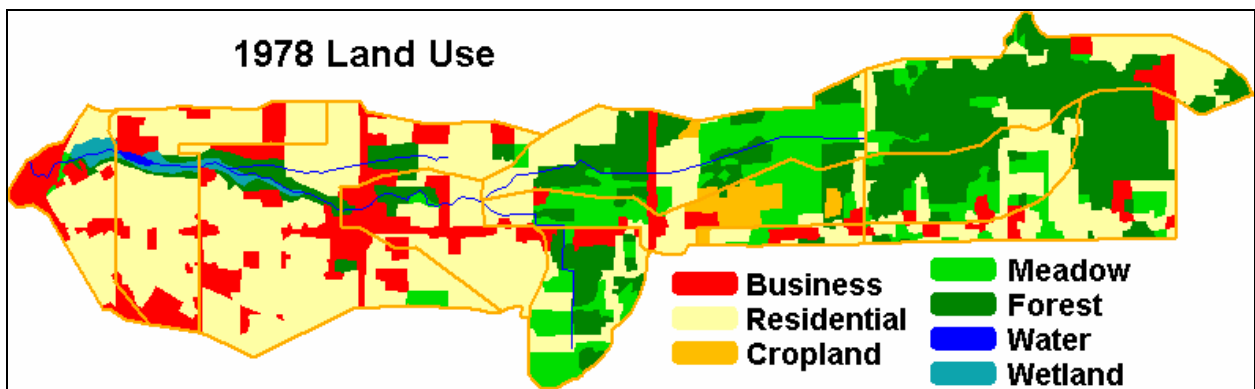 1978 Land Use
Business
Residential
Cropland
Meadow
Forest
Water
Wetland